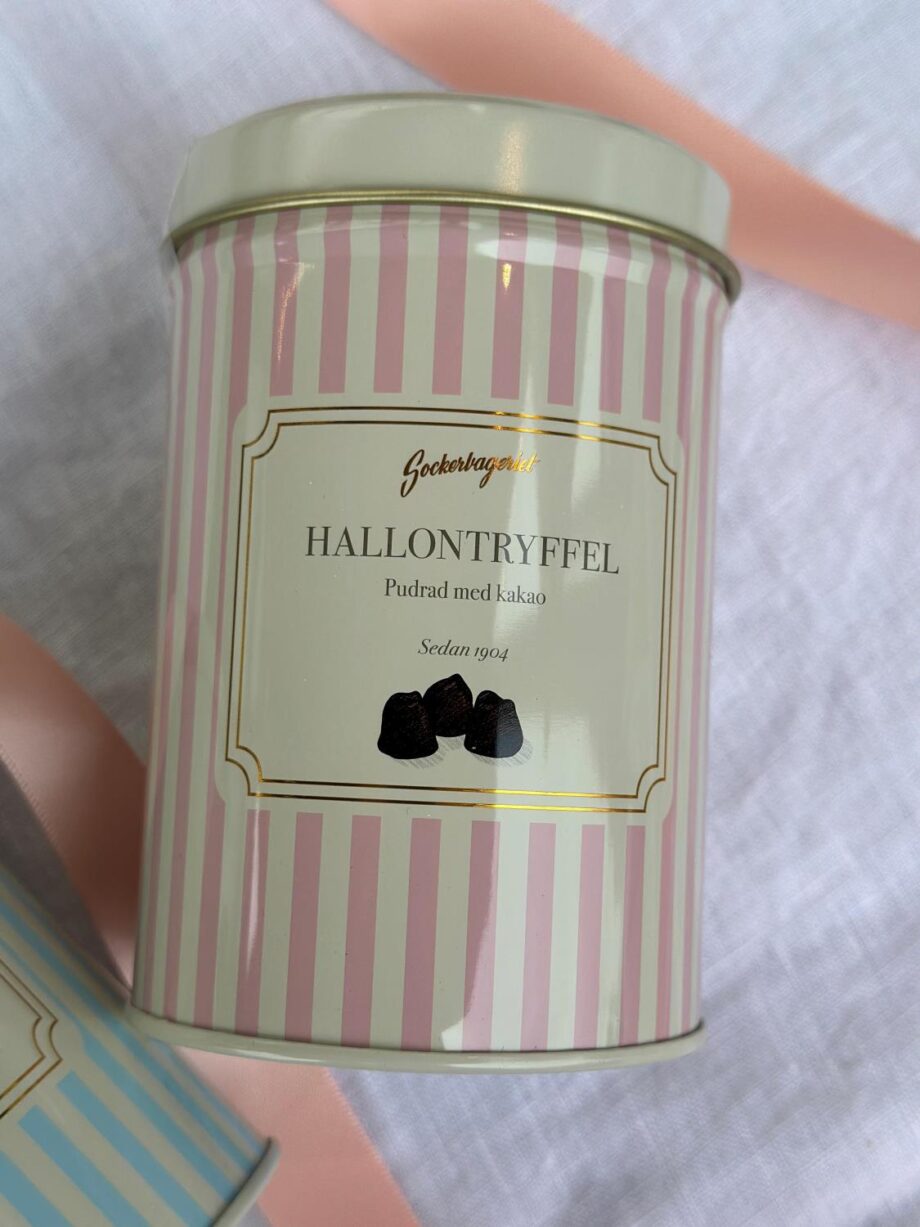 Sockerbageriet
HALLONTRYFFEL
Pudrad med kakao
Sedan 1904